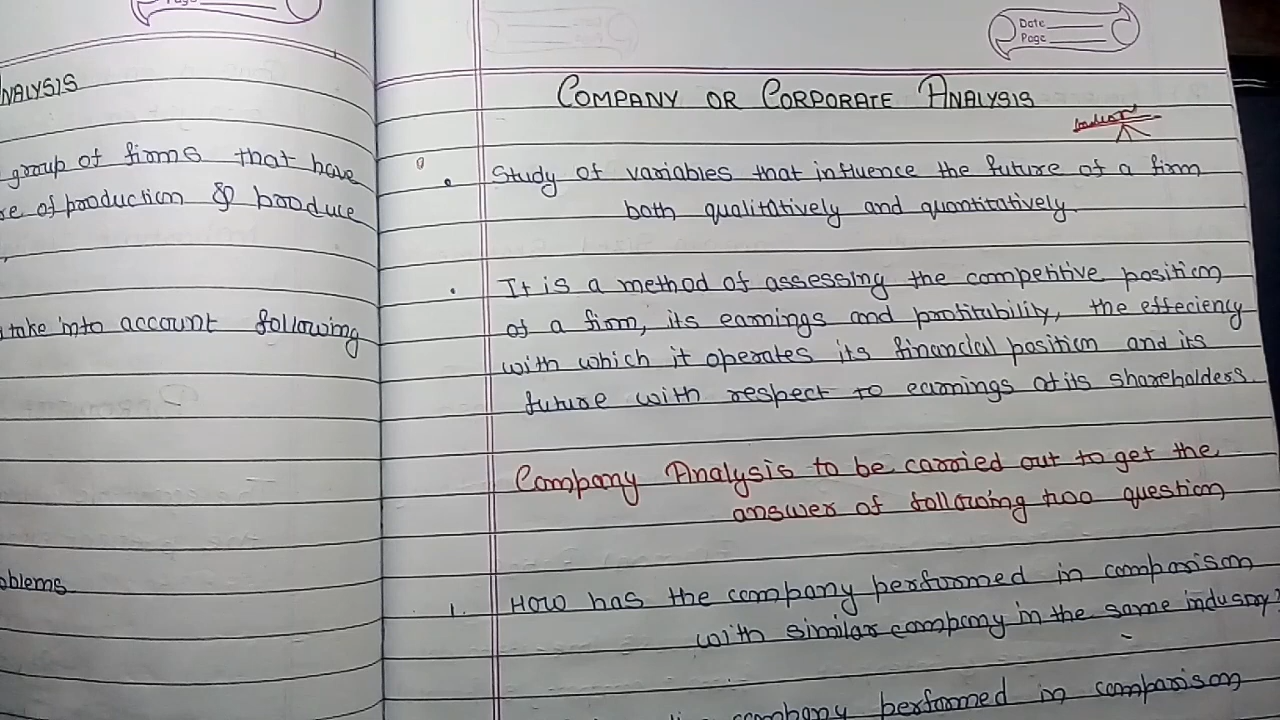 NALYSIS
group of firms that have
re of production & produce
take into account following
oblems
Date
Page
COMPANY OR CORPORATE ANALYSIS
Study of variables that influence the future of a firm
both qualitatively and quantitatively
It is a method of assessing the competitive position
of a firm, its earnings and profitability, the effeciency
with which it operates its financial position and its
future with respect to earnings of its shareholders.
Company Analysis to be carried out to get the
answer of following two question
1. How has the company performed in comparison
with similar company in the same industry?
company performed in comparison